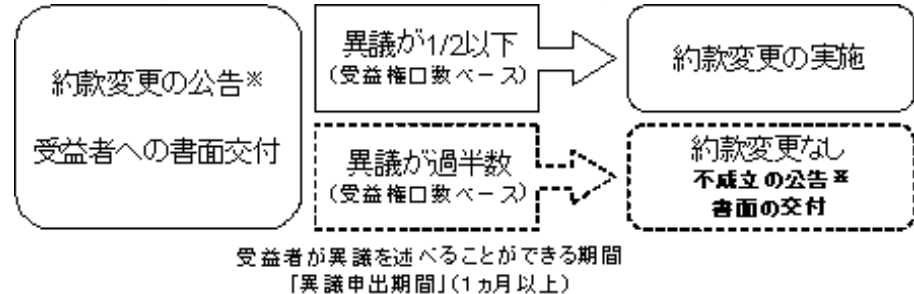 約款変更の公告※
受益者への書面交付
異議が1/2以下
(受益権口数ベース)
約款変更の実施
異議が過半数
(受益権口数ベース)
約款変更なし
不成立の公告※
書面の交付
受益者が異議を述べることができる期間
「異議申出期間」(1ヵ月以上)